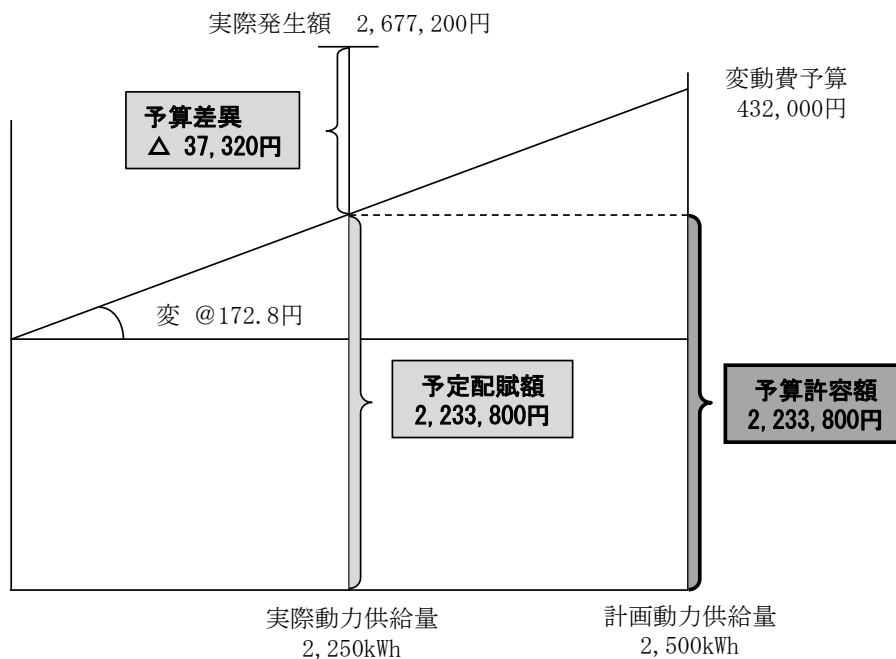 実際発生額 2,677,200円
変動費予算
432,000円
予算差異
△ 37,320円
変 @172.8円
予定配賦額
2,233,800円
予算許容額
2,233,800円
実際動力供給量
2,250kWh
計画動力供給量
2,500kWh